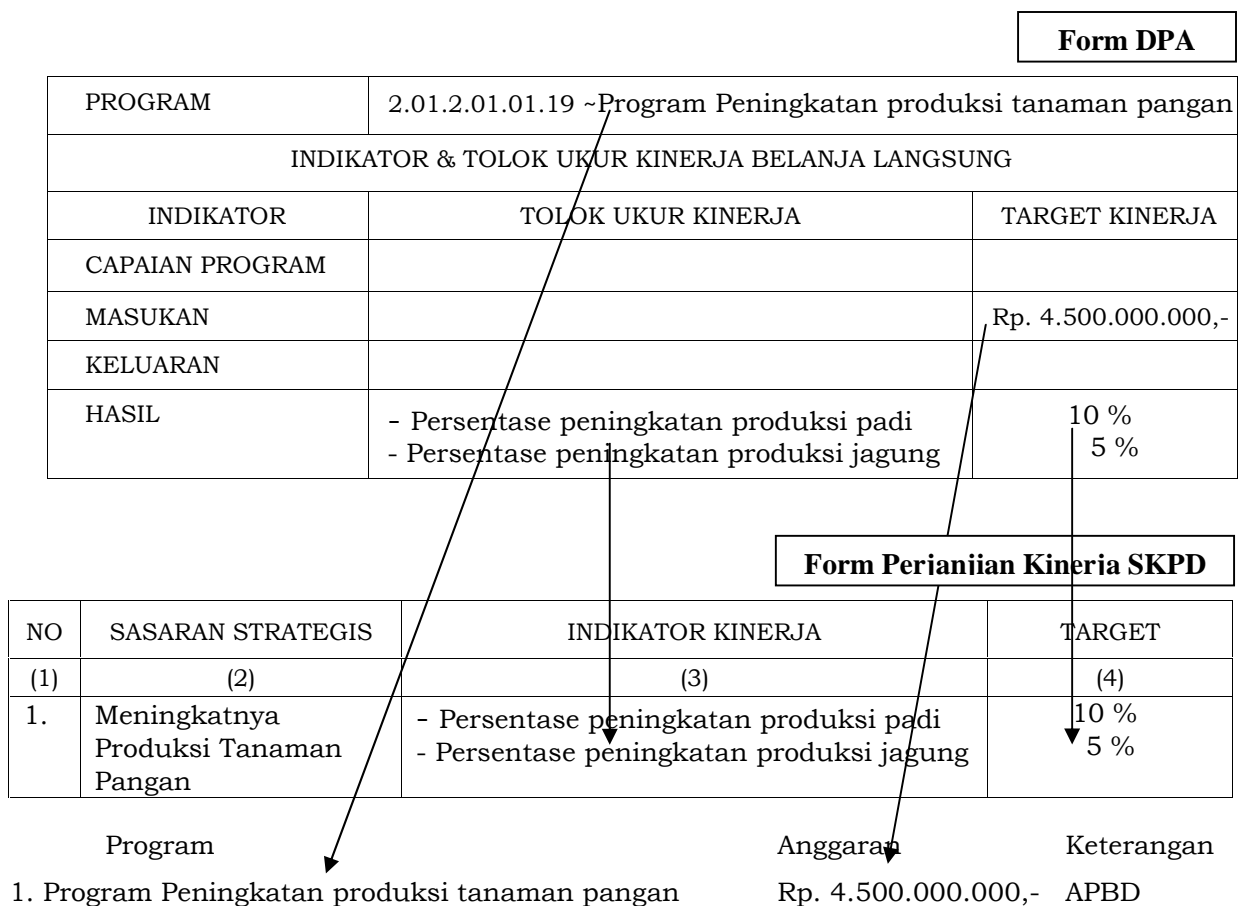 Form DPA
PROGRAM 2.01.2.01.01.19 ~Program Peningkatan produksi tanaman pangan
INDIKATOR & TOLOK UKUR KINERJA BELANJA LANGSUNG
INDIKATOR TOLOK UKUR KINERJA TARGET KINERJA
CAPAIAN PROGRAM
MASUKAN Rp. 4.500.000.000,-
KELUARAN
HASIL - Persentase peningkatan produksi padi 10 %
- Persentase peningkatan produksi jagung 5 %
Form Perjanjian Kinerja SKPD
NO SASARAN STRATEGIS INDIKATOR KINERJA TARGET
(1) (2) (3) (4)
1. Meningkatnya - Persentase peningkatan produksi padi 10 %
Produksi Tanaman - Persentase peningkatan produksi jagung 5 %
Pangan
Program Anggaran Keterangan
1. Program Peningkatan produksi tanaman pangan Rp. 4.500.000.000,- APBD